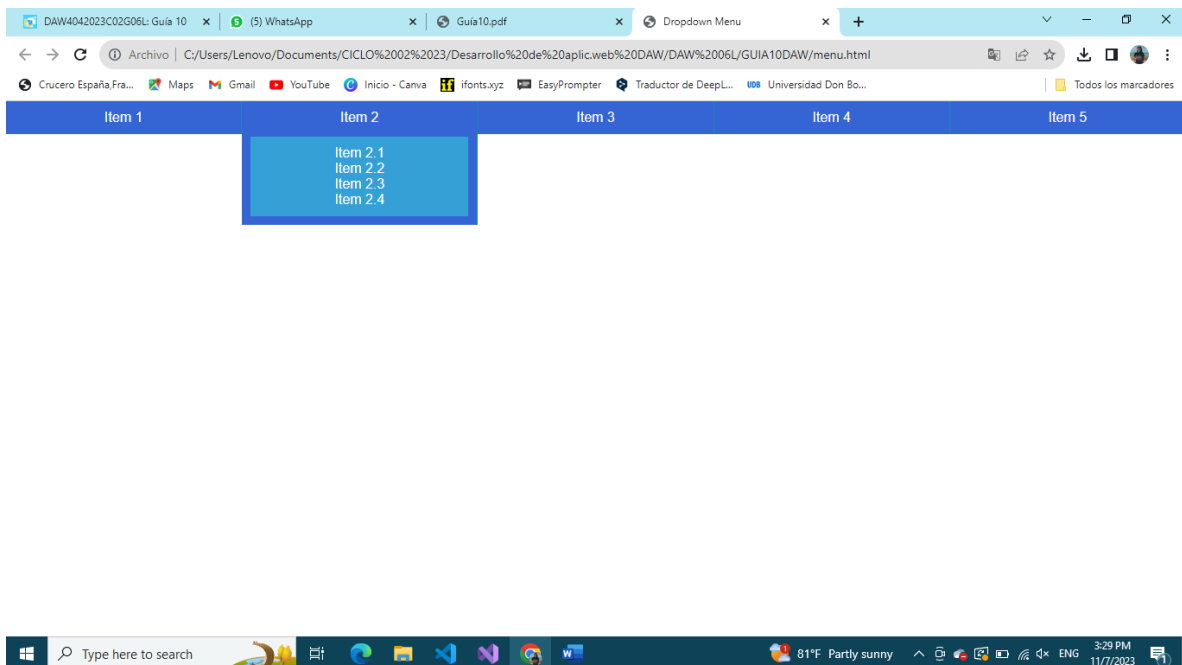 DAW4042023C02G06L: Guía 10
(5) WhatsApp
Guía10.pdf
Dropdown Menu
Archivo
C:/Users/Lenovo/Documents/CICLO%2002%2023/Desarrollo%20de%20aplic.web%20DAW/DAW%2006L/GUIA10DAW/menu.html
Crucero España,Fra...
Maps
Gmail
YouTube
Inicio - Canva
ifonts.xyz
EasyPrompter
Traductor de DeepL...
UDB Universidad Don Bo...
Todos los marcadores
Item 1
Item 2
Item 3
Item 4
Item 5
Item 2.1
Item 2.2
Item 2.3
Item 2.4
Type here to search
81°F Partly sunny
ENG
3:29 PM
11/7/2023